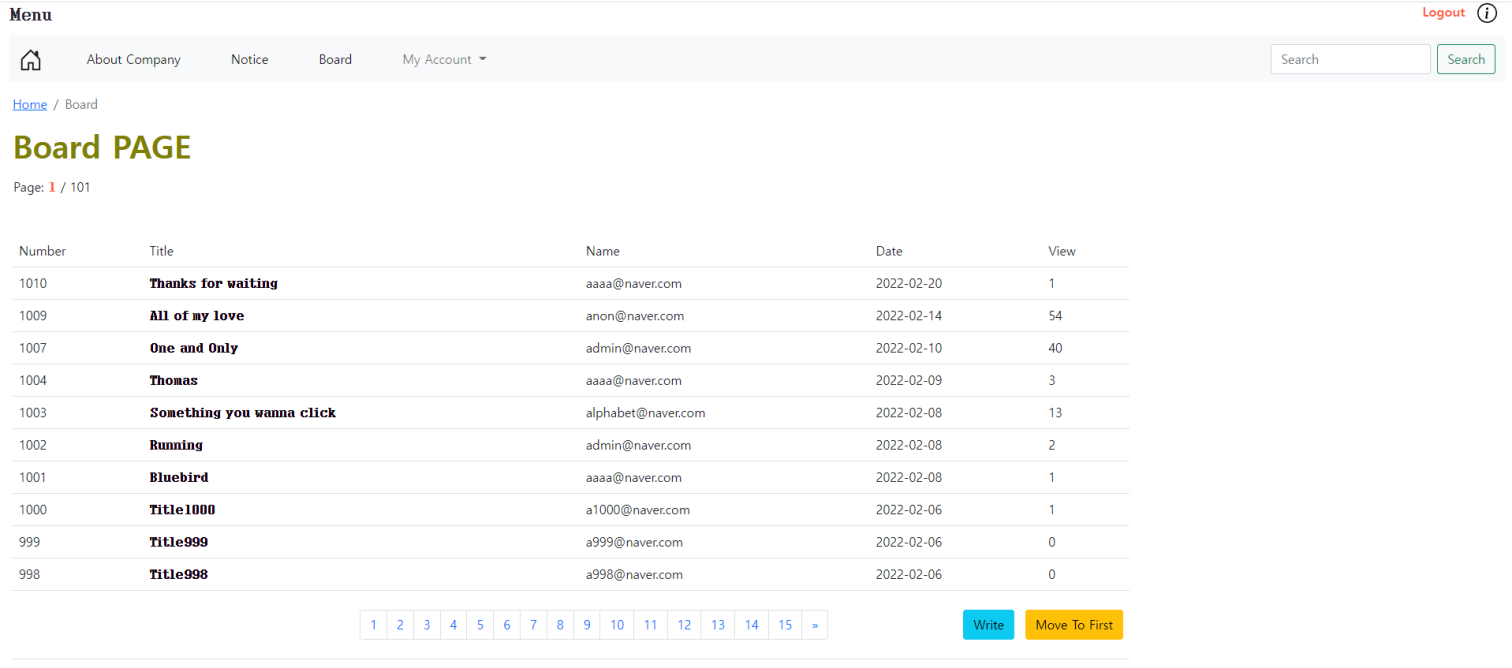 Menu
Logout
About Company Notice Board My Account Search Search
Home / Board
Board PAGE
Page: 1 / 101
Number Title Name Date View
1010 Thanks for waiting aaaa@naver.com 2022-02-20 1
1009 All of my love anon@naver.com 2022-02-14 54
1007 One and Only admin@naver.com 2022-02-10 40
1004 Thomas aaaa@naver.com 2022-02-09 3
1003 Something you wanna click alphabet@naver.com 2022-02-08 13
1002 Running admin@naver.com 2022-02-08 2
1001 Bluebird aaaa@naver.com 2022-02-08 1
1000 Title1000 a1000@naver.com 2022-02-06 1
999 Title999 a999@naver.com 2022-02-06 0
998 Title998 a998@naver.com 2022-02-06 0
1 2 3 4 5 6 7 8 9 10 11 12 13 14 15 » Write Move To First